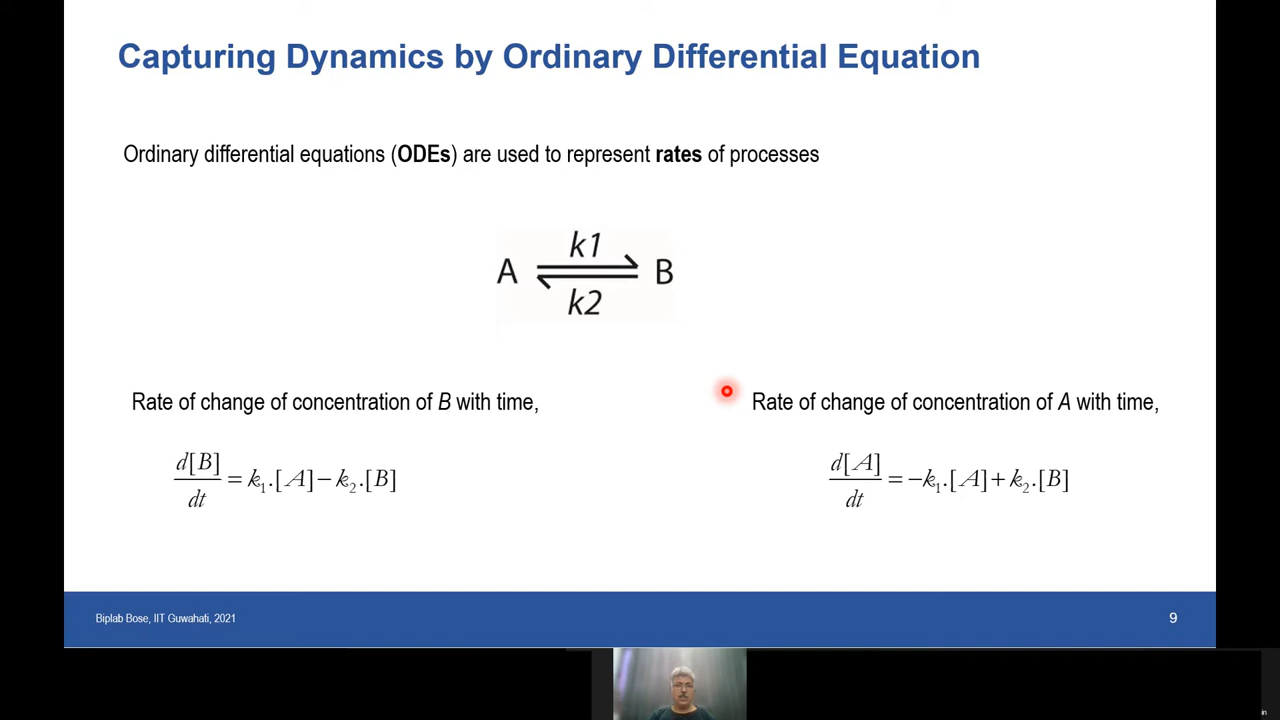 Capturing Dynamics by Ordinary Differential Equation
Ordinary differential equations (ODEs) are used to represent rates of processes
k1
A ⇌ B
k2
Rate of change of concentration of B with time,
Rate of change of concentration of A with time,
d[B]/dt = k₁.[A] − k₂.[B]
d[A]/dt = −k₁.[A] + k₂.[B]
Biplab Bose, IIT Guwahati, 2021
9
in